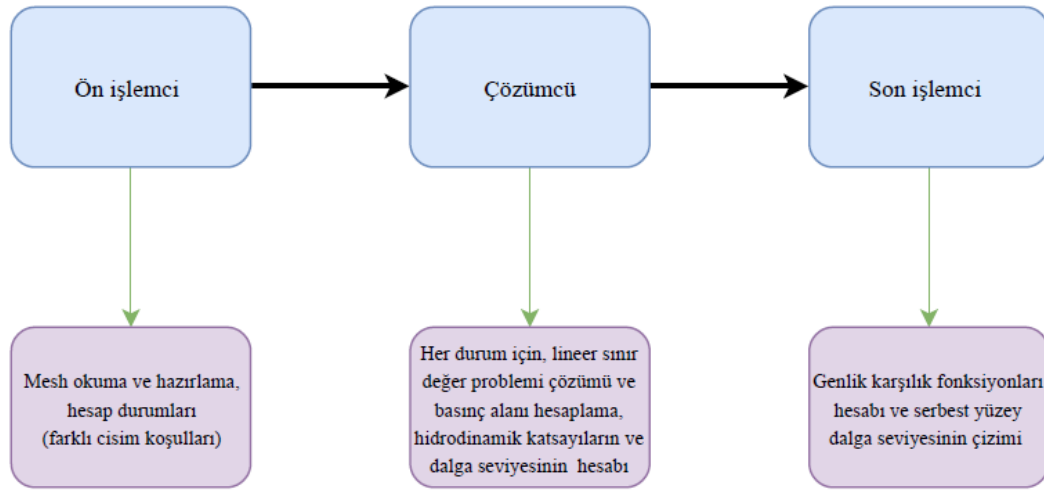 Ön işlemci
Çözümcü
Son işlemci
Mesh okuma ve hazırlama,
hesap durumları
(farklı cisim koşulları)
Her durum için, lineer sınır
değer problemi çözümü ve
basınç alanı hesaplama,
hidrodinamik katsayıların ve
dalga seviyesinin hesabı
Genlik karşılık fonksiyonları
hesabı ve serbest yüzey
dalga seviyesinin çizimi